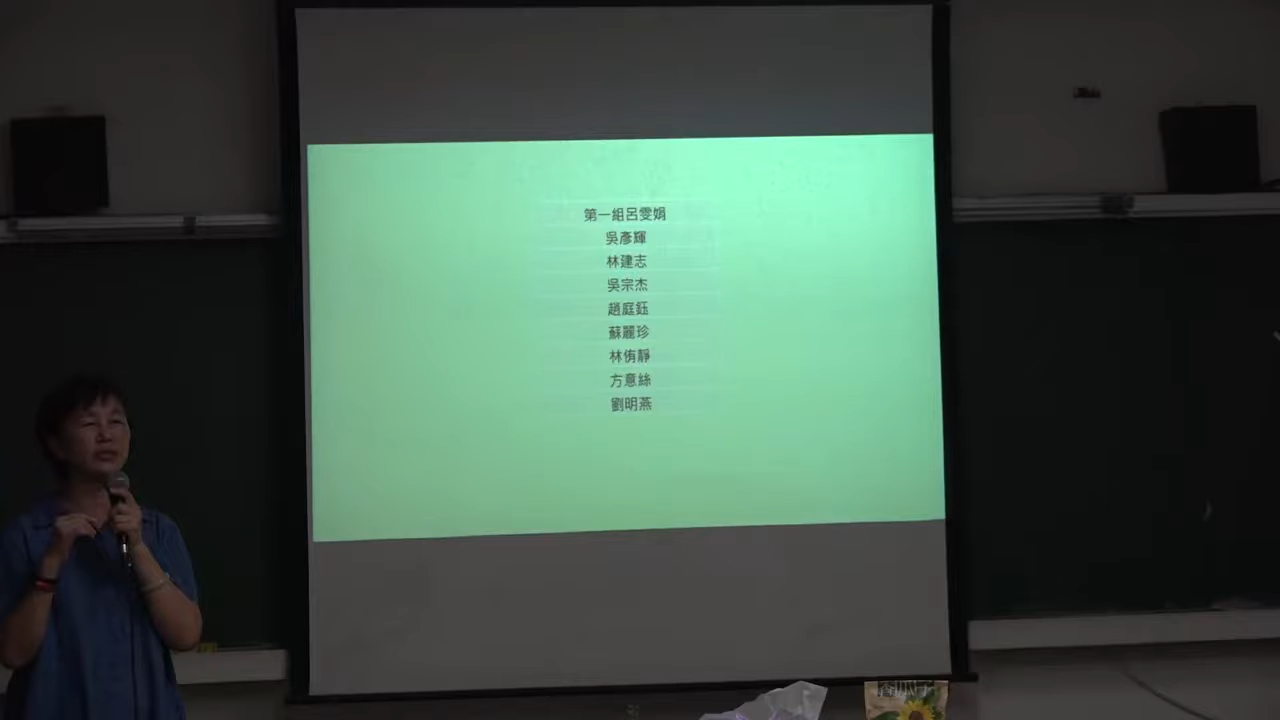 第一組呂雯娟
吳彥輝
林建志
吳宗杰
趙庭鈺
蘇麗珍
林侑靜
方意絲
劉明燕